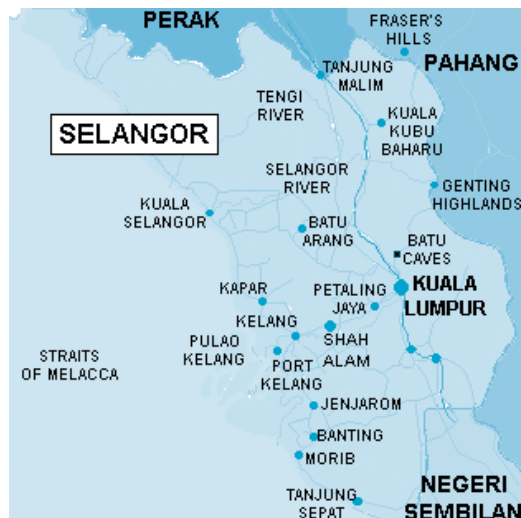 PERAK
FRASER'S
HILLS
PAHANG
TANJUNG
MALIM
TENGI
RIVER
KUALA
KUBU
BAHARU
SELANGOR
SELANGOR
RIVER
GENTING
HIGHLANDS
KUALA
SELANGOR
BATU
ARANG
BATU
CAVES
KAPAR
PETALING
JAYA
KUALA
LUMPUR
KELANG
PULAO
KELANG
SHAH
ALAM
STRAITS
OF MELACCA
PORT
KELANG
JENJAROM
BANTING
MORIB
TANJUNG
SEPAT
NEGERI
SEMBILAN